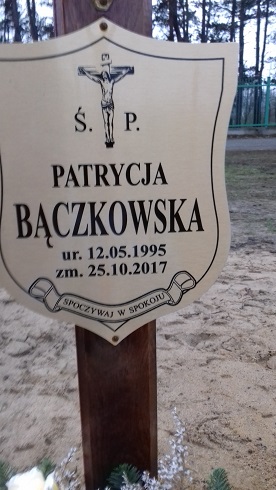 Ś. P.
PATRYCJA
BĄCZKOWSKA
ur. 12.05.1995
zm. 25.10.2017
SPOCZYWAJ W SPOKOJU